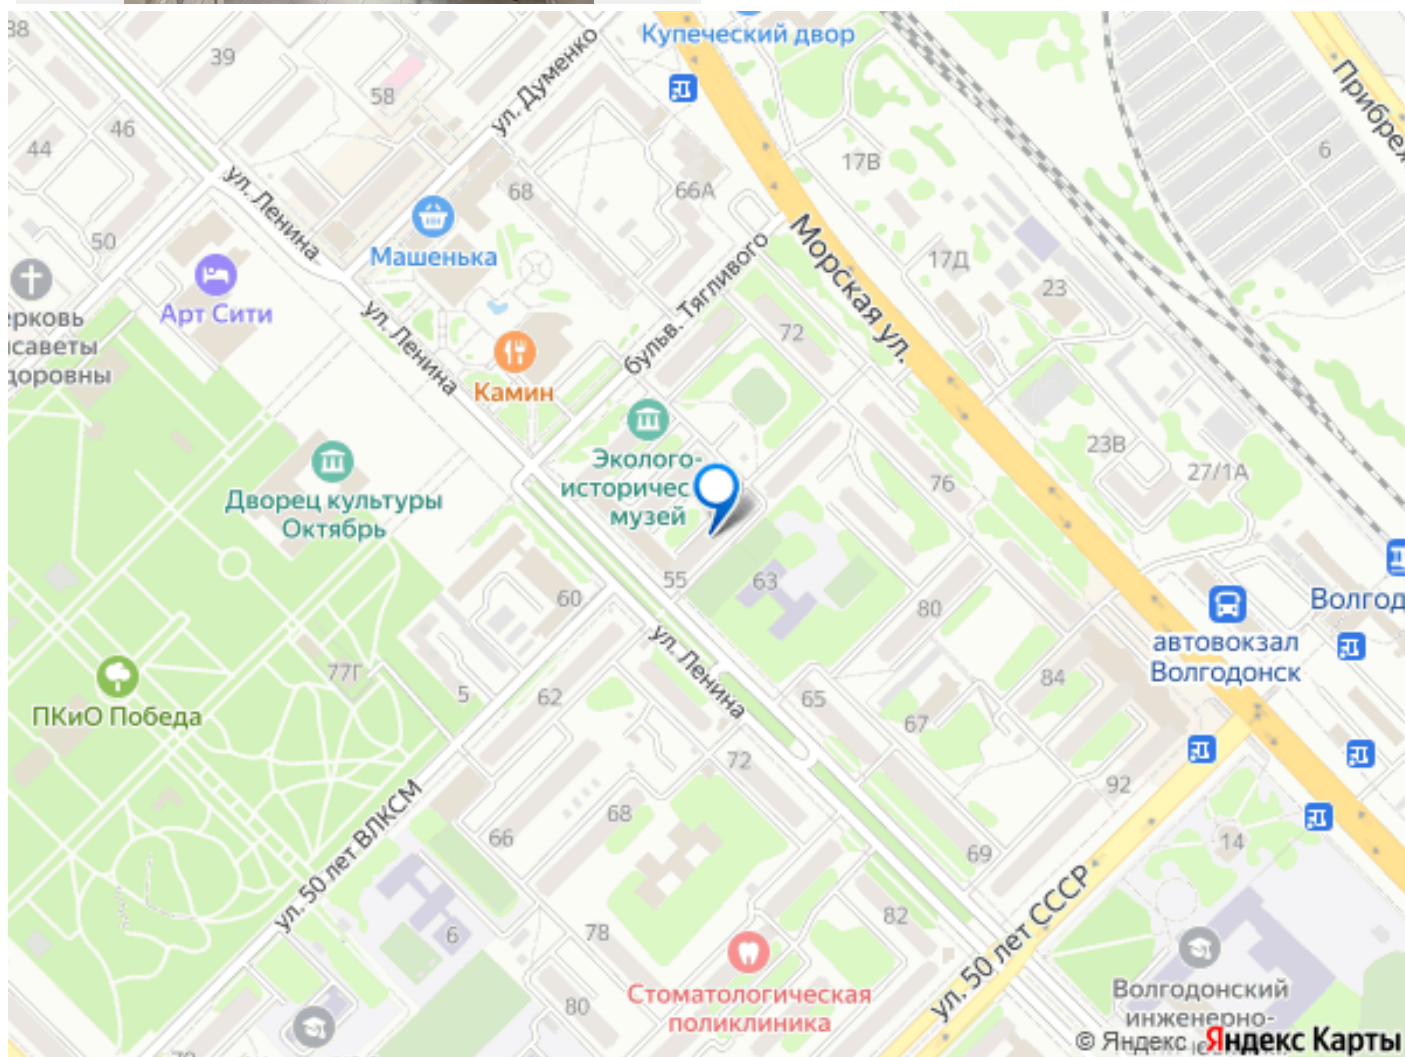 38
39
Купеческий двор
ул. Думенко
58
46
44
17В
6
Прибреж
ул. Ленина
68
66А
50
Машенька
Морская ул.
17Д
23
Арт Сити
бульв. Тягливого
ерковь
исаветы
доровны
ул. Ленина
72
Камин
Эколого-
историчес
музей
23В
27/1А
76
Дворец культуры
Октябрь
55
63
60
80
Волгод
автовокзал
Волгодонск
ул. Ленина
77Г
5
62
65
67
84
ПКиО Победа
72
92
ул. 50 лет ВЛКСМ
68
66
14
69
ул. 50 лет СССР
82
78
6
Стоматологическая
поликлиника
80
Волгодонский
инженерно-
© Яндекс Яндекс Карты